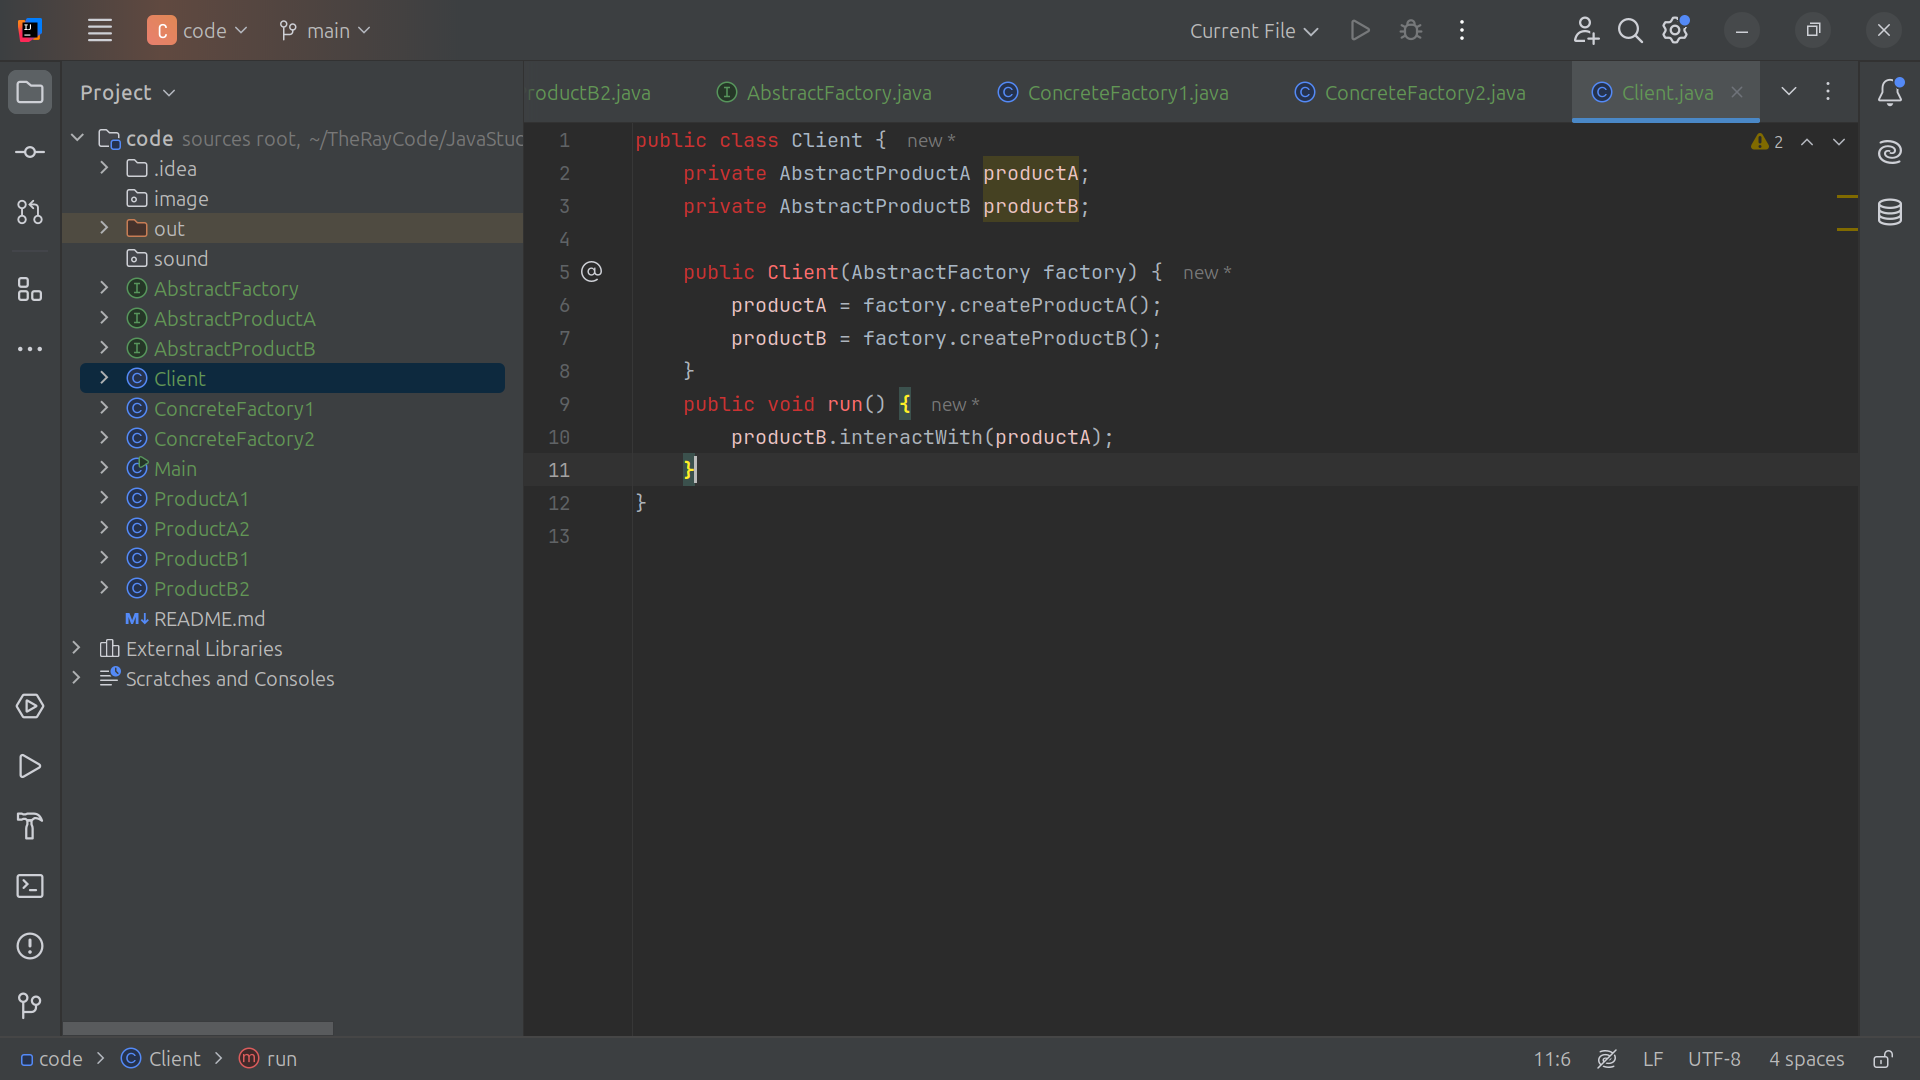 C code main Current File
Project
roductB2.java AbstractFactory.java ConcreteFactory1.java ConcreteFactory2.java Client.java
code sources root, ~/TheRayCode/JavaStud
.idea
image
out
sound
AbstractFactory
AbstractProductA
AbstractProductB
Client
ConcreteFactory1
ConcreteFactory2
Main
ProductA1
ProductA2
ProductB1
ProductB2
README.md
External Libraries
Scratches and Consoles
2
1 public class Client { new *
2 private AbstractProductA productA;
3 private AbstractProductB productB;
4
5 public Client(AbstractFactory factory) { new *
6 productA = factory.createProductA();
7 productB = factory.createProductB();
8 }
9 public void run() { new *
10 productB.interactWith(productA);
11 }
12 }
13
code > Client > run 11:6 LF UTF-8 4 spaces